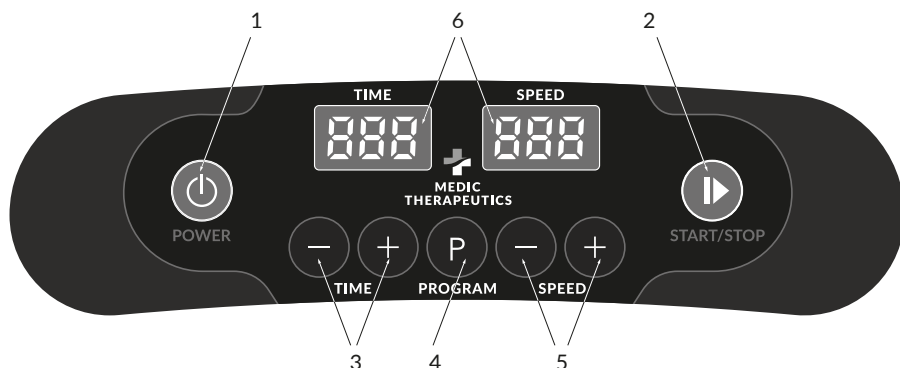 1 6 2
TIME SPEED
888 888
MEDIC
THERAPEUTICS
POWER START/STOP
P
TIME PROGRAM SPEED
3 4 5